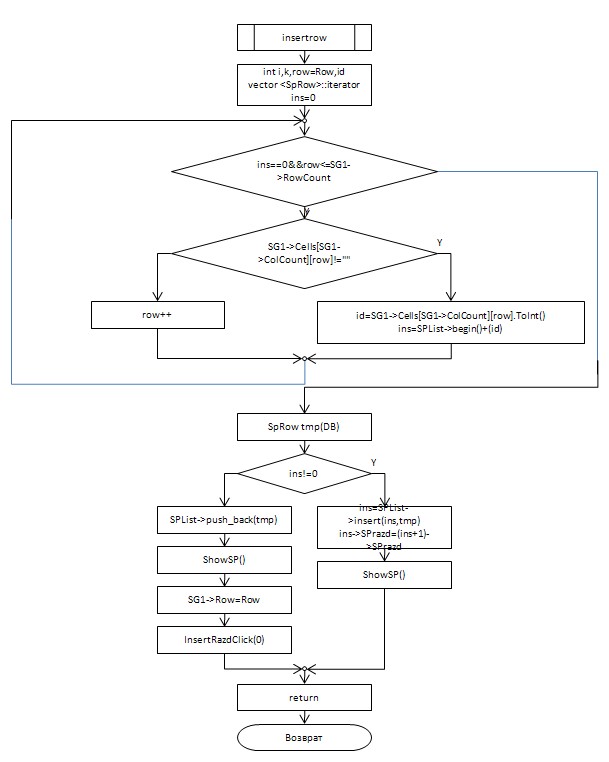 insertrow
int i,k,row=Row,id
vector <SpRow>::iterator
ins=0
ins==0&&row<=SG1-
>RowCount
SG1->Cells[SG1-
>ColCount][row]!=""
Y
row++
id=SG1->Cells[SG1->ColCount][row].ToInt()
ins=SPList->begin()+(id)
SpRow tmp(DB)
ins!=0
Y
SPList->push_back(tmp)
ins=SPList-
>insert(ins,tmp)
ins->SPrazd=(ins+1)-
>SPrazd
ShowSP()
ShowSP()
SG1->Row=Row
InsertRazdClick(0)
return
Возврат